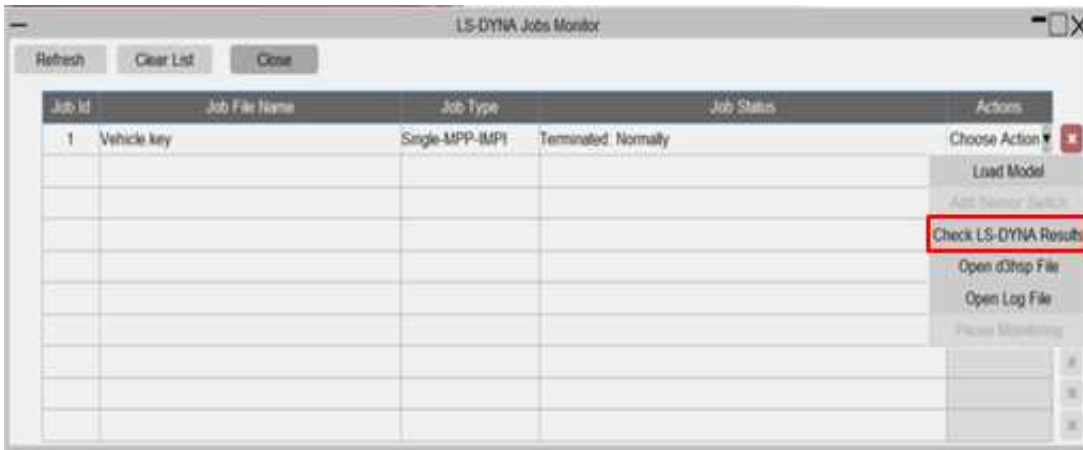 LS-DYNA Jobs Monitor
Refresh Clear List Close
Job Id Job File Name Job Type Job Status Actions
1 Vehicle.key Single-MPP-IMPI Terminated: Normally Choose Action
Load Model
Add Sensor Switch
Check LS-DYNA Results
Open d3hsp File
Open Log File
Pause Monitoring